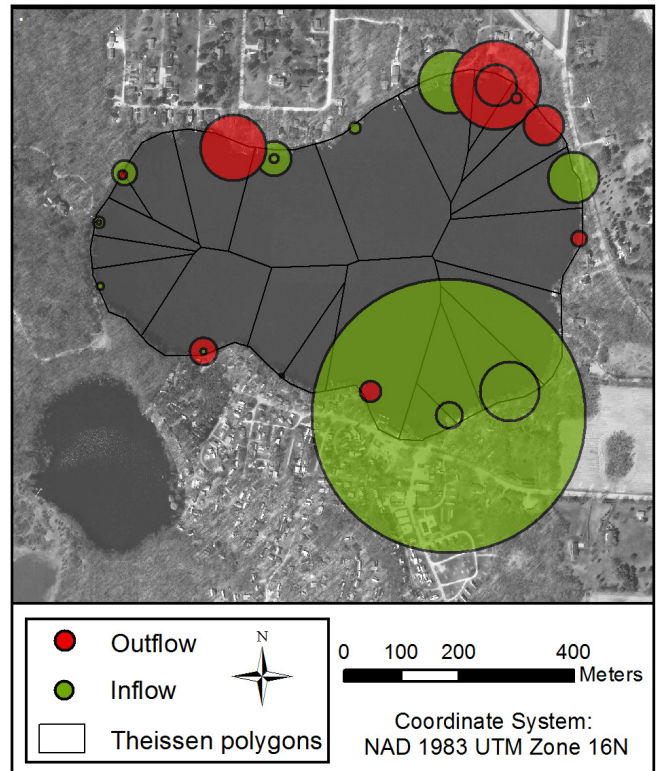 Outflow
N
Inflow
Theissen polygons
0 100 200 400
Meters
Coordinate System:
NAD 1983 UTM Zone 16N